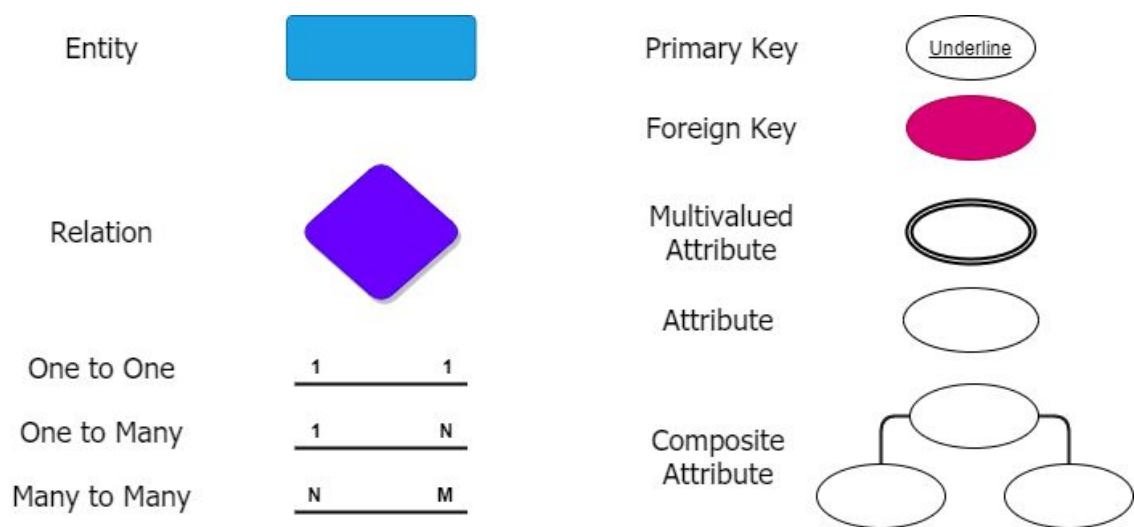 Entity
Relation
One to One
1 1
One to Many
1 N
Many to Many
N M
Primary Key
Underline
Foreign Key
Multivalued
Attribute
Attribute
Composite
Attribute